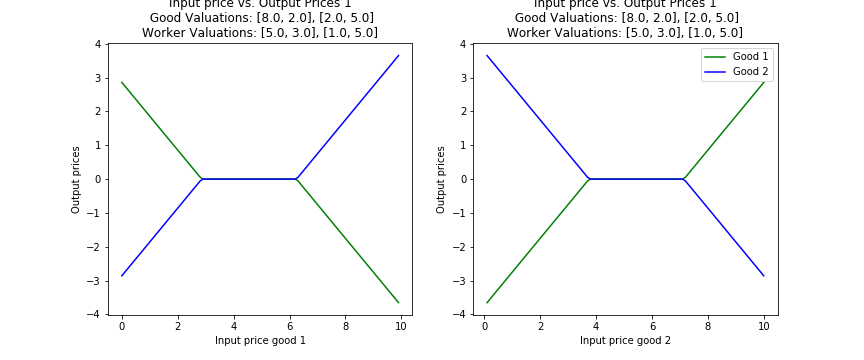 Input price vs. Output Prices 1
Good Valuations: [8.0, 2.0], [2.0, 5.0]
Worker Valuations: [5.0, 3.0], [1.0, 5.0]
4
3
2
1
0
−1
−2
−3
−4
Output prices
0 2 4 6 8 10
Input price good 1
Input price vs. Output Prices 1
Good Valuations: [8.0, 2.0], [2.0, 5.0]
Worker Valuations: [5.0, 3.0], [1.0, 5.0]
Good 1
Good 2
4
3
2
1
0
−1
−2
−3
−4
Output prices
0 2 4 6 8 10
Input price good 2